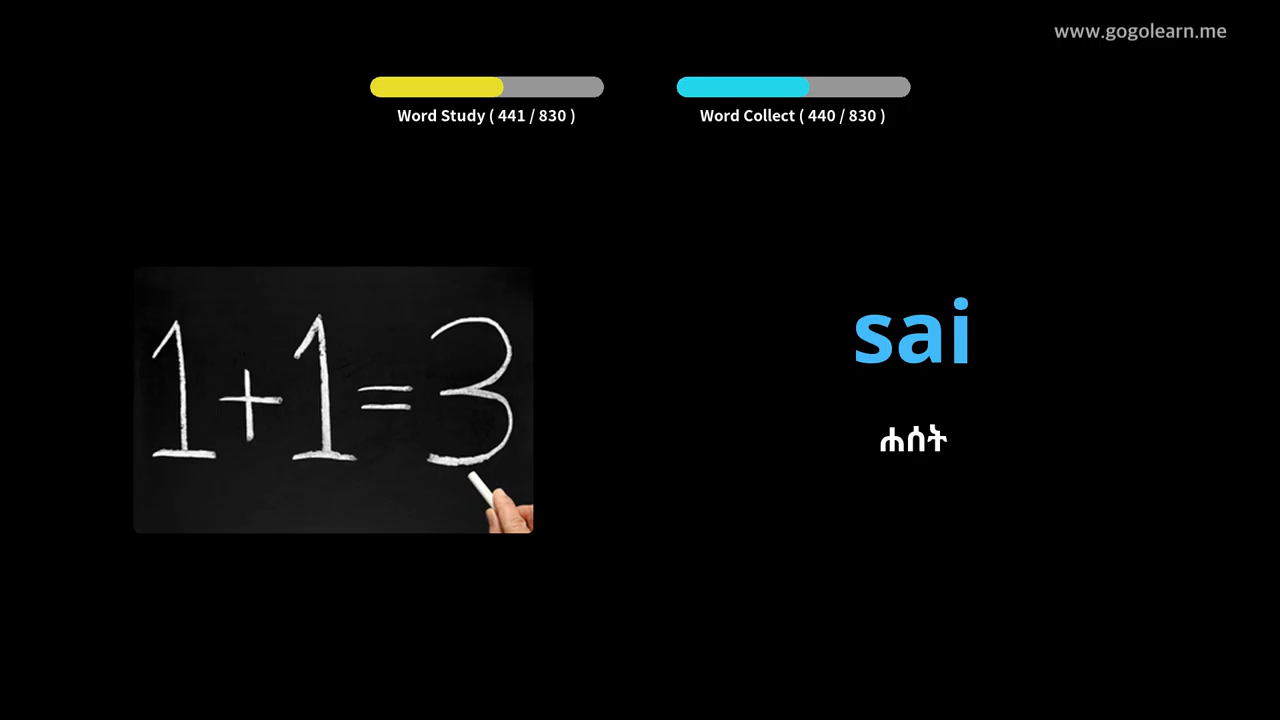 www.gogolearn.me
Word Study ( 441 / 830 )
Word Collect ( 440 / 830 )
1+1=3
sai
ሐሰት